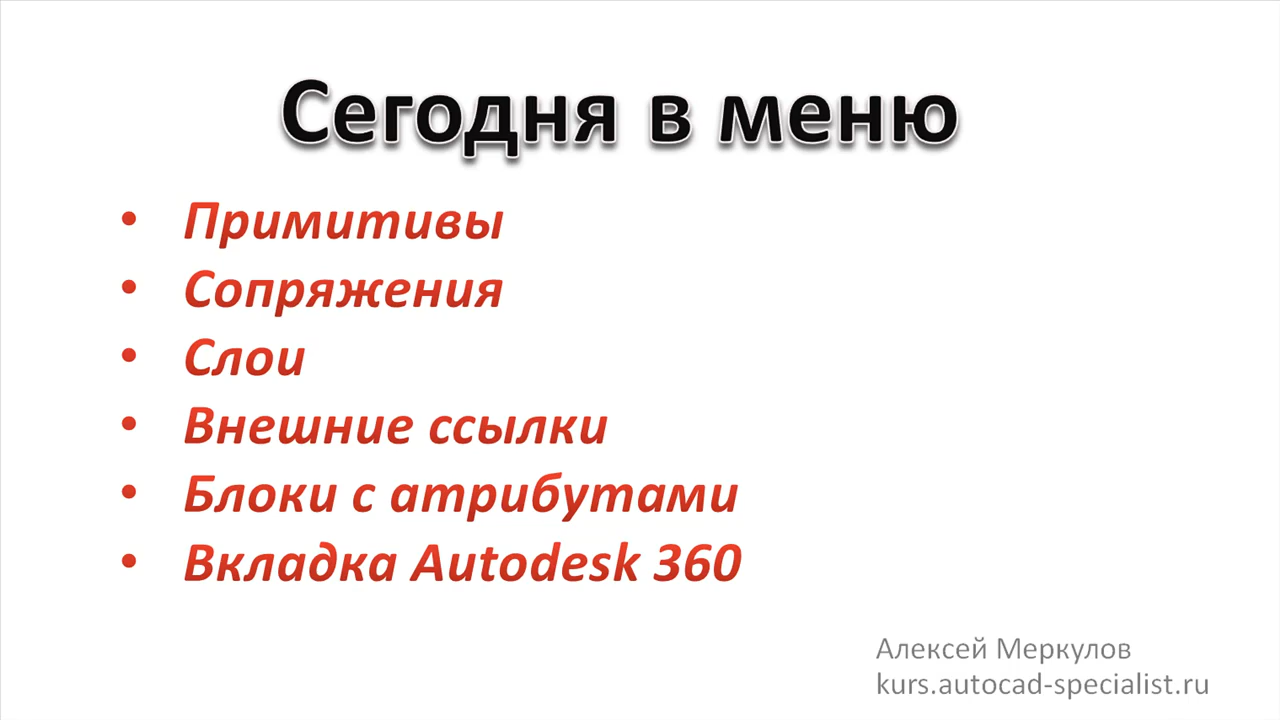 Сегодня в меню
• Примитивы
• Сопряжения
• Слои
• Внешние ссылки
• Блоки с атрибутами
• Вкладка Autodesk 360
Алексей Меркулов
kurs.autocad-specialist.ru